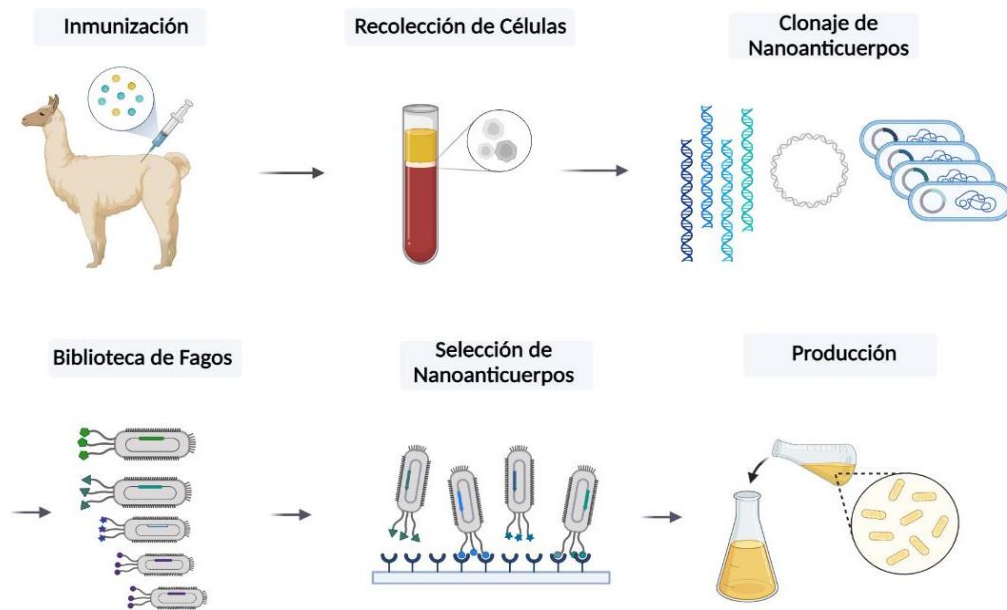 Inmunización
Recolección de Células
Clonaje de
Nanoanticuerpos
Biblioteca de Fagos
Selección de
Nanoanticuerpos
Producción